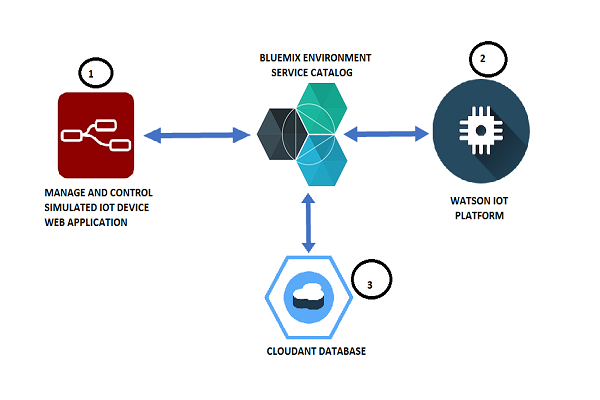 BLUEMIX ENVIRONMENT
SERVICE CATALOG
1
2
MANAGE AND CONTROL
SIMULATED IOT DEVICE
WEB APPLICATION
WATSON IOT
PLATFORM
3
CLOUDANT DATABASE